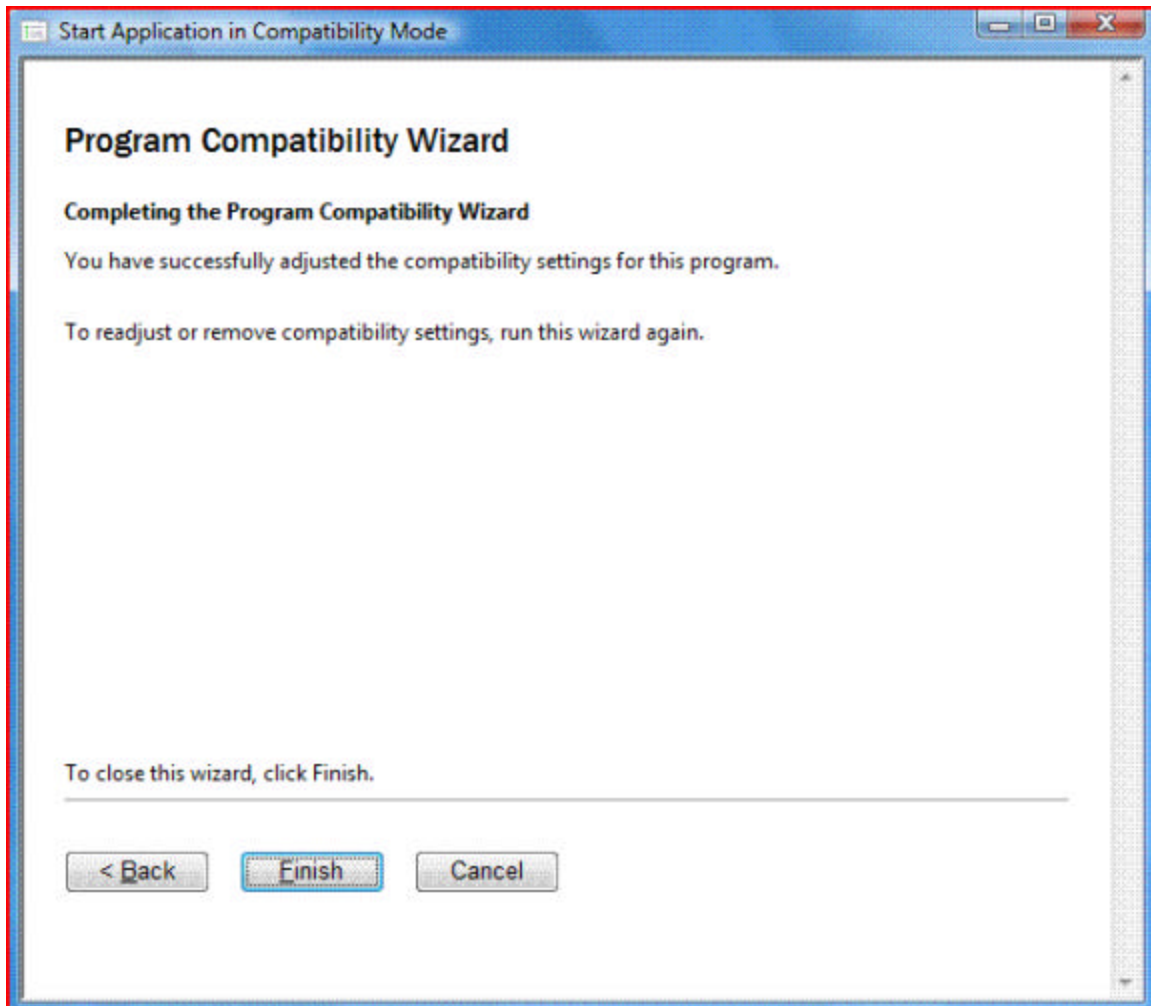 Start Application in Compatibility Mode
Program Compatibility Wizard
Completing the Program Compatibility Wizard
You have successfully adjusted the compatibility settings for this program.
To readjust or remove compatibility settings, run this wizard again.
To close this wizard, click Finish.
< Back Finish Cancel